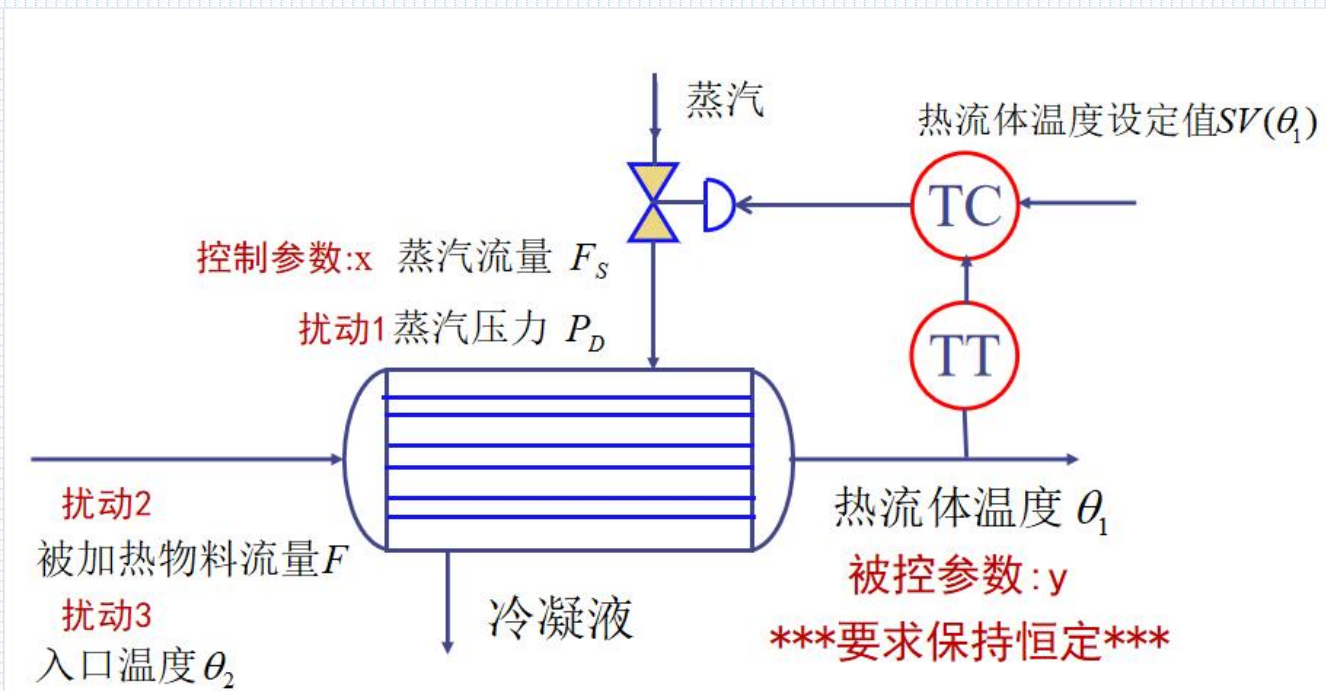 蒸汽
热流体温度设定值SV(θ₁)
TC
控制参数:x 蒸汽流量 F_S
扰动1蒸汽压力 P_D
TT
扰动2
被加热物料流量F
扰动3
入口温度θ₂
冷凝液
热流体温度 θ₁
被控参数:y
***要求保持恒定***